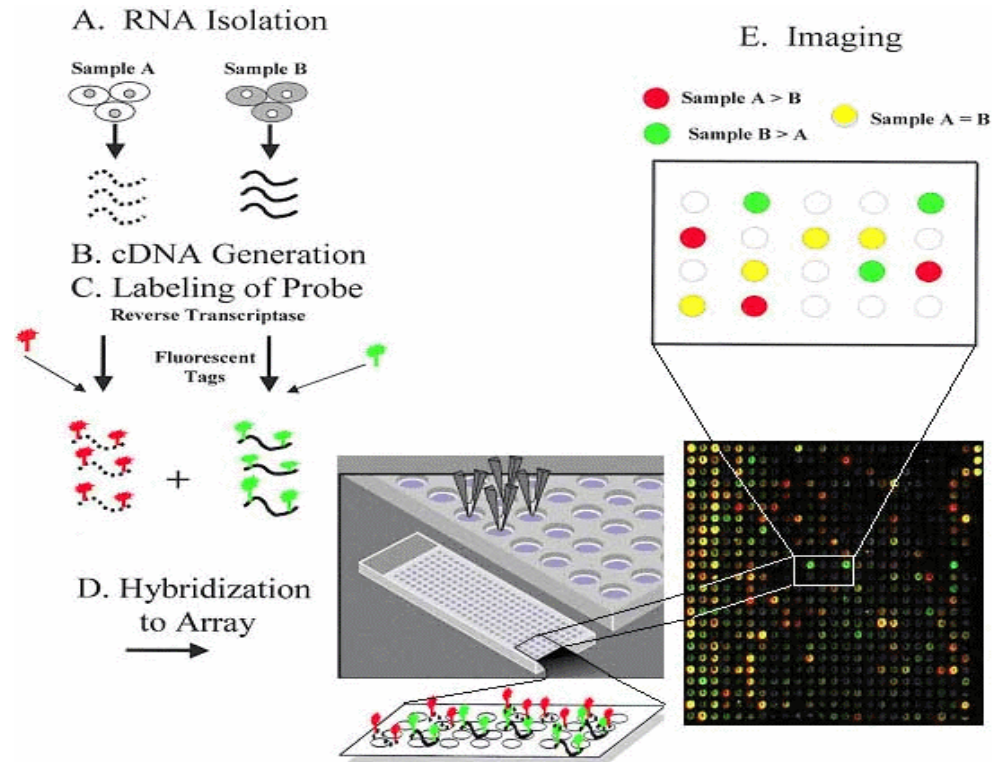 A. RNA Isolation
Sample A
Sample B
B. cDNA Generation
C. Labeling of Probe
Reverse Transcriptase
Fluorescent
Tags
+
D. Hybridization
to Array
E. Imaging
Sample A > B
Sample B > A
Sample A = B